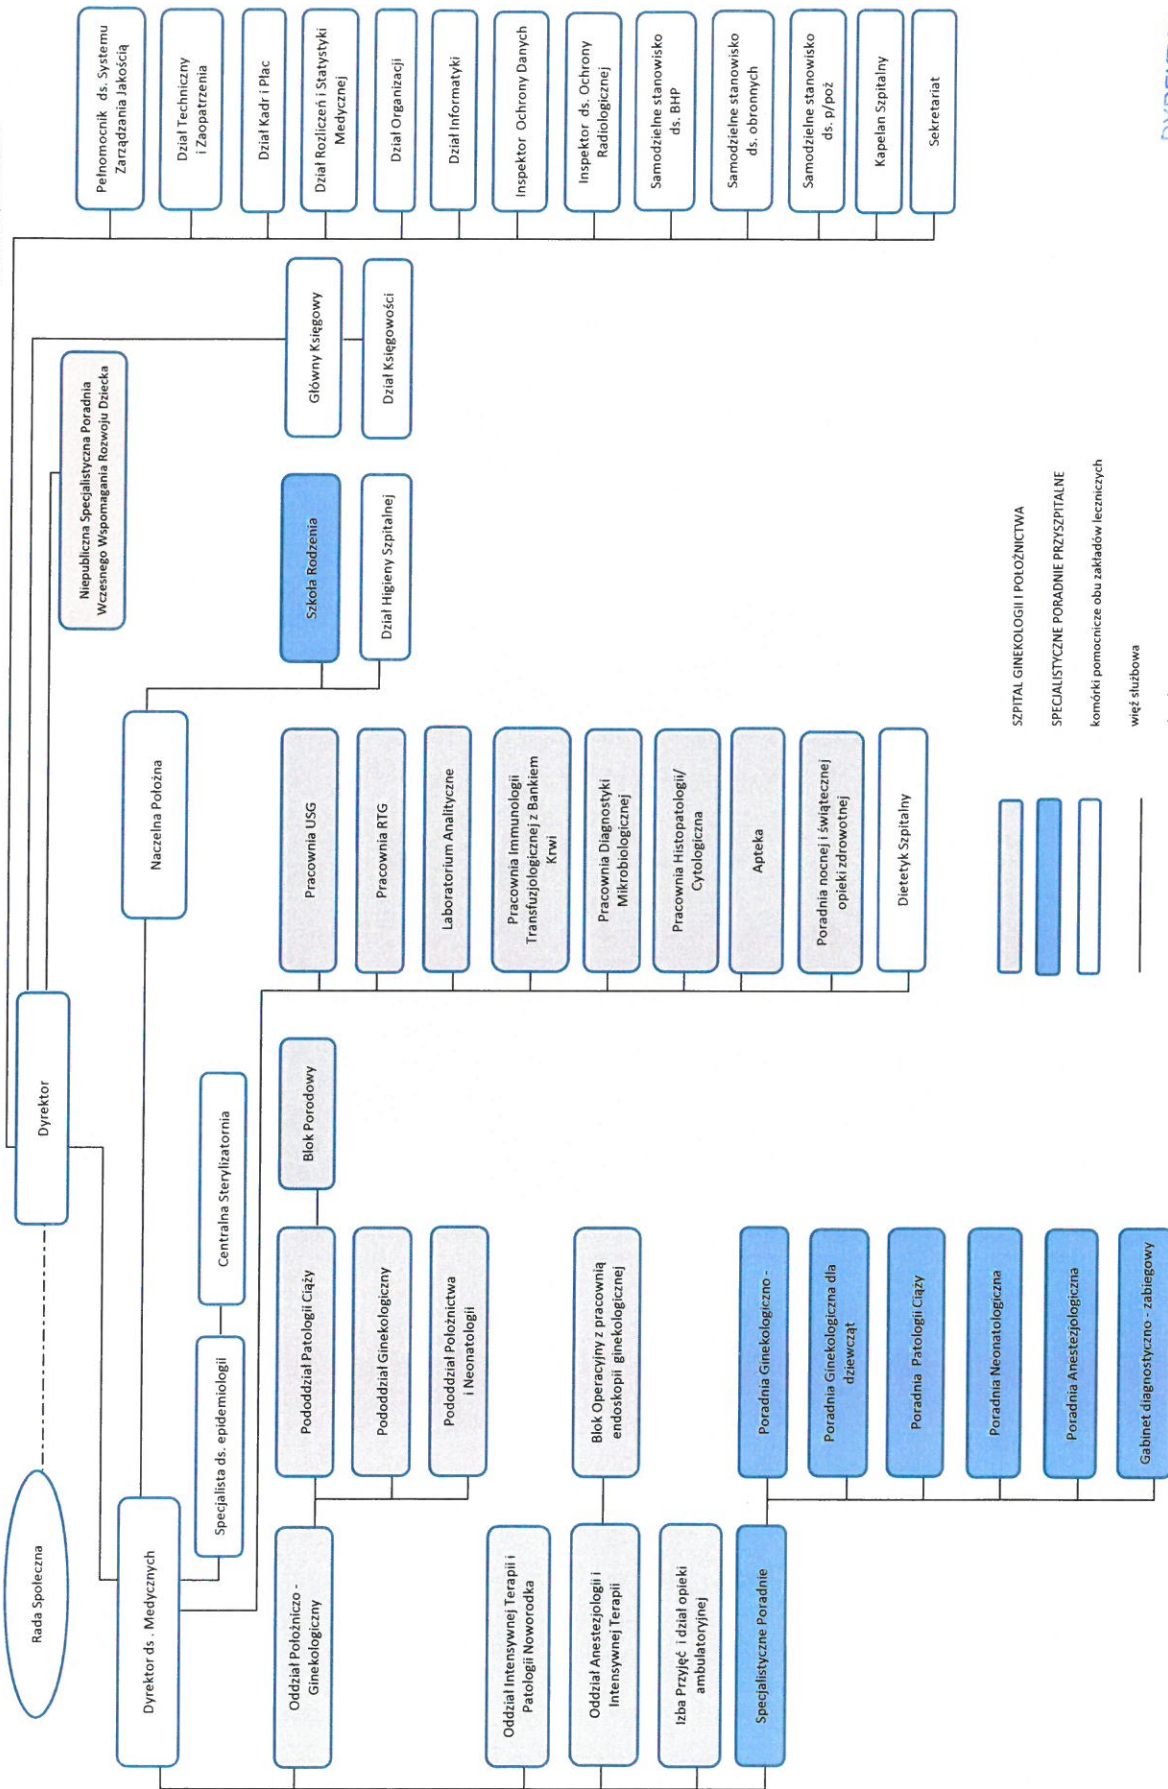 Rada Społeczna
Dyrektor
Dyrektor ds . Medycznych
Naczelna Położna
Niepubliczna Specjalistyczna Poradnia
Wczesnego Wspomagania Rozwoju Dziecka
Specjalista ds. epidemiologii
Centralna Sterylizatornia
Oddział Położniczo -
Ginekologiczny
Pododdział Patologii Ciąży
Blok Porodowy
Pododdział Ginekologiczny
Pododdział Położnictwa
i Neonatologii
Oddział Intensywnej Terapii i
Patologii Noworodka
Oddział Anestezjologii i
Intensywnej Terapii
Blok Operacyjny z pracownią
endoskopii ginekologicznej
Izba Przyjęć i dział opieki
ambulatoryjnej
Specjalistyczne Poradnie
Poradnia Ginekologiczno -
Poradnia Ginekologiczna dla
dziewcząt
Poradnia Patologii Ciąży
Poradnia Neonatologiczna
Poradnia Anestezjologiczna
Gabinet diagnostyczno - zabiegowy
Pracownia USG
Pracownia RTG
Laboratorium Analityczne
Pracownia Immunologii
Transfuzjologicznej z Bankiem
Krwi
Pracownia Diagnostyki
Mikrobiologicznej
Pracownia Histopatologii/
Cytologiczna
Apteka
Poradnia nocnej i świątecznej
opieki zdrowotnej
Dietetyk Szpitalny
Szkoła Rodzenia
Dział Higieny Szpitalnej
Główny Księgowy
Dział Księgowości
Pełnomocnik ds. Systemu
Zarządzania Jakością
Dział Techniczny
i Zaopatrzenia
Dział Kadr i Płac
Dział Rozliczeń i Statystyki
Medycznej
Dział Organizacji
Dział Informatyki
Inspektor Ochrony Danych
Inspektor ds. Ochrony
Radiologicznej
Samodzielne stanowisko
ds. BHP
Samodzielne stanowisko
ds. obronnych
Samodzielne stanowisko
ds. p/poż
Kapelan Szpitalny
Sekretariat
SZPITAL GINEKOLOGII I POŁOŻNICTWA
SPECJALISTYCZNE PORADNIE PRZYSZPITALNE
komórki pomocnicze obu zakładów leczniczych
więź służbowa